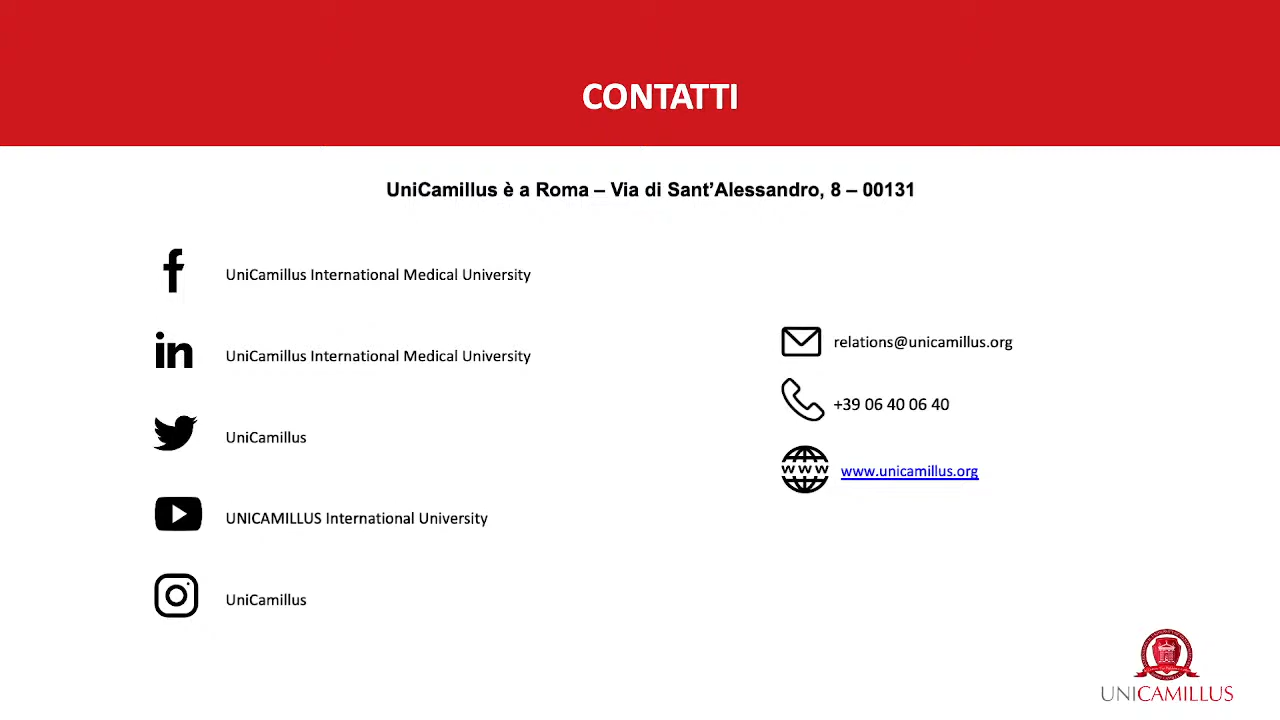 CONTATTI
UniCamillus è a Roma – Via di Sant’Alessandro, 8 – 00131
UniCamillus International Medical University
UniCamillus International Medical University
UniCamillus
UNICAMILLUS International University
UniCamillus
relations@unicamillus.org
+39 06 40 06 40
WWW
www.unicamillus.org
UNICAMILLUS